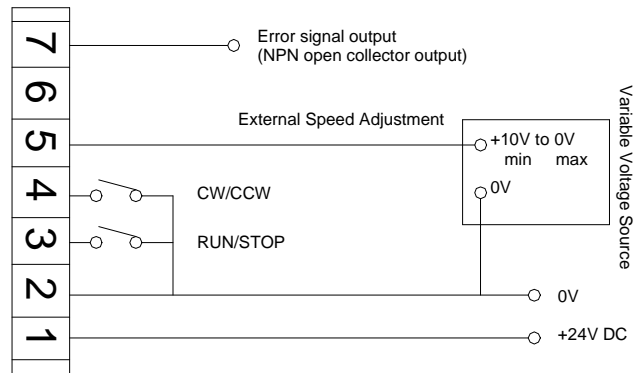 7
Error signal output
(NPN open collector output)
6
5
External Speed Adjustment
+10V to 0V
min max
0V
Variable Voltage Source
4
CW/CCW
3
RUN/STOP
2
0V
1
+24V DC